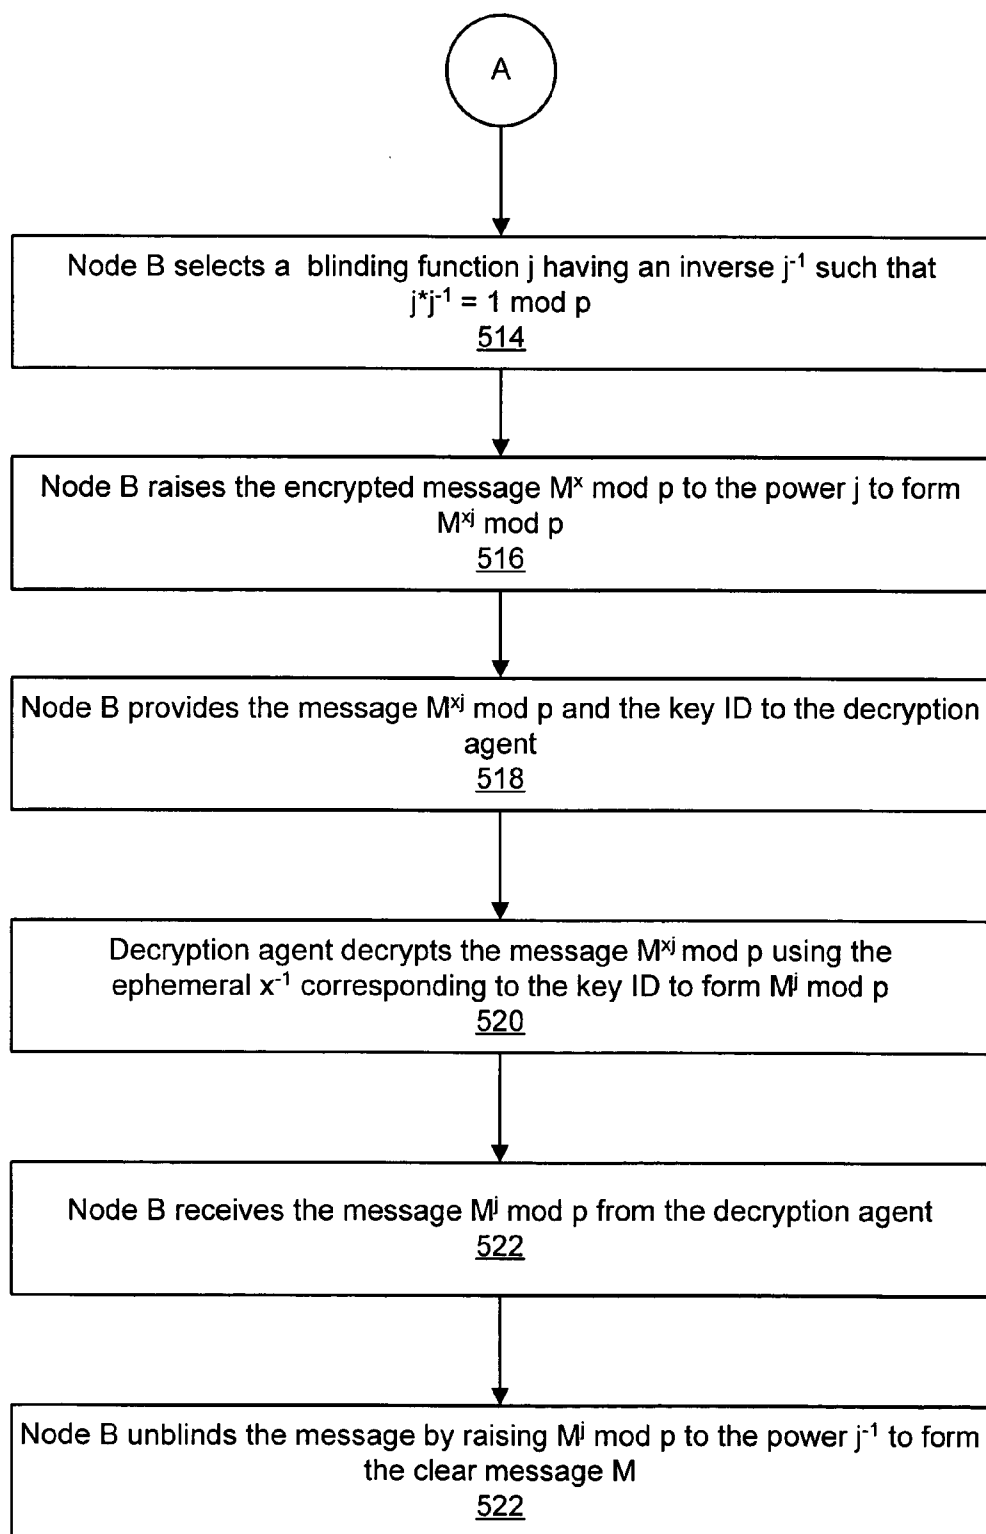 A
Node B selects a blinding function j having an inverse j⁻¹ such that
j*j⁻¹ = 1 mod p
514
Node B raises the encrypted message Mˣ mod p to the power j to form
Mˣʲ mod p
516
Node B provides the message Mˣʲ mod p and the key ID to the decryption
agent
518
Decryption agent decrypts the message Mˣʲ mod p using the
ephemeral x⁻¹ corresponding to the key ID to form Mʲ mod p
520
Node B receives the message Mʲ mod p from the decryption agent
522
Node B unblinds the message by raising Mʲ mod p to the power j⁻¹ to form
the clear message M
522